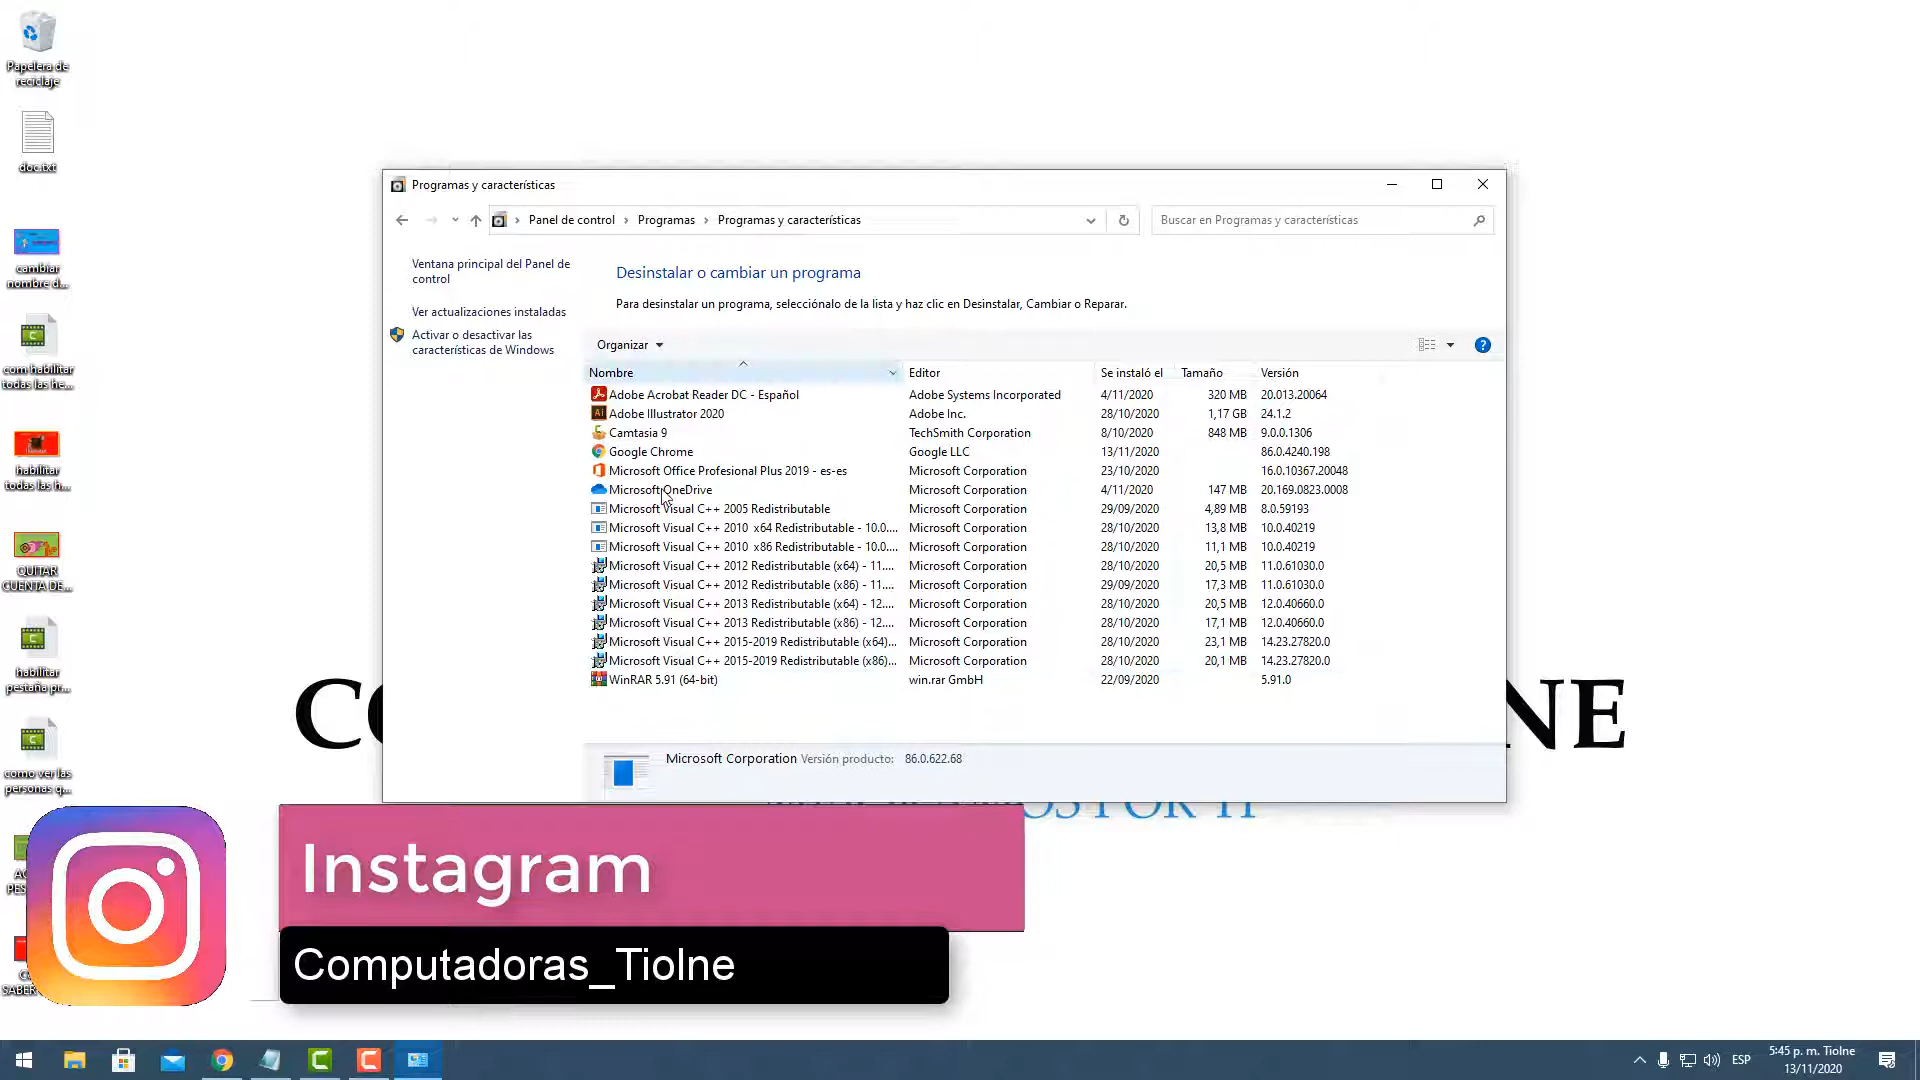 Papelera de
reciclaje
doc.txt
cambiar
nombre d...
com habilitar
todas las he...
habilitar
todas las h...
QUITAR
CUENTA DE...
habilitar
pestaña pr...
como ver las
personas q...
SABER
Programas y características
Panel de control > Programas > Programas y características
Buscar en Programas y características
Ventana principal del Panel de
control
Ver actualizaciones instaladas
Activar o desactivar las
características de Windows
Desinstalar o cambiar un programa
Para desinstalar un programa, selecciónalo de la lista y haz clic en Desinstalar, Cambiar o Reparar.
Organizar
Nombre Editor Se instaló el Tamaño Versión
Adobe Acrobat Reader DC - Español Adobe Systems Incorporated 4/11/2020 320 MB 20.013.20064
Adobe Illustrator 2020 Adobe Inc. 28/10/2020 1,17 GB 24.1.2
Camtasia 9 TechSmith Corporation 8/10/2020 848 MB 9.0.0.1306
Google Chrome Google LLC 13/11/2020 86.0.4240.198
Microsoft Office Profesional Plus 2019 - es-es Microsoft Corporation 23/10/2020 16.0.10367.20048
Microsoft OneDrive Microsoft Corporation 4/11/2020 147 MB 20.169.0823.0008
Microsoft Visual C++ 2005 Redistributable Microsoft Corporation 29/09/2020 4,89 MB 8.0.59193
Microsoft Visual C++ 2010 x64 Redistributable - 10.0.... Microsoft Corporation 28/10/2020 13,8 MB 10.0.40219
Microsoft Visual C++ 2010 x86 Redistributable - 10.0.... Microsoft Corporation 28/10/2020 11,1 MB 10.0.40219
Microsoft Visual C++ 2012 Redistributable (x64) - 11.... Microsoft Corporation 28/10/2020 20,5 MB 11.0.61030.0
Microsoft Visual C++ 2012 Redistributable (x86) - 11.... Microsoft Corporation 29/09/2020 17,3 MB 11.0.61030.0
Microsoft Visual C++ 2013 Redistributable (x64) - 12.... Microsoft Corporation 28/10/2020 20,5 MB 12.0.40660.0
Microsoft Visual C++ 2013 Redistributable (x86) - 12.... Microsoft Corporation 28/10/2020 17,1 MB 12.0.40660.0
Microsoft Visual C++ 2015-2019 Redistributable (x64)... Microsoft Corporation 28/10/2020 23,1 MB 14.23.27820.0
Microsoft Visual C++ 2015-2019 Redistributable (x86)... Microsoft Corporation 28/10/2020 20,1 MB 14.23.27820.0
WinRAR 5.91 (64-bit) win.rar GmbH 22/09/2020 5.91.0
Microsoft Corporation Versión producto: 86.0.622.68
NE
Instagram
Computadoras_Tiolne
ESP
5:45 p. m. Tiolne
13/11/2020